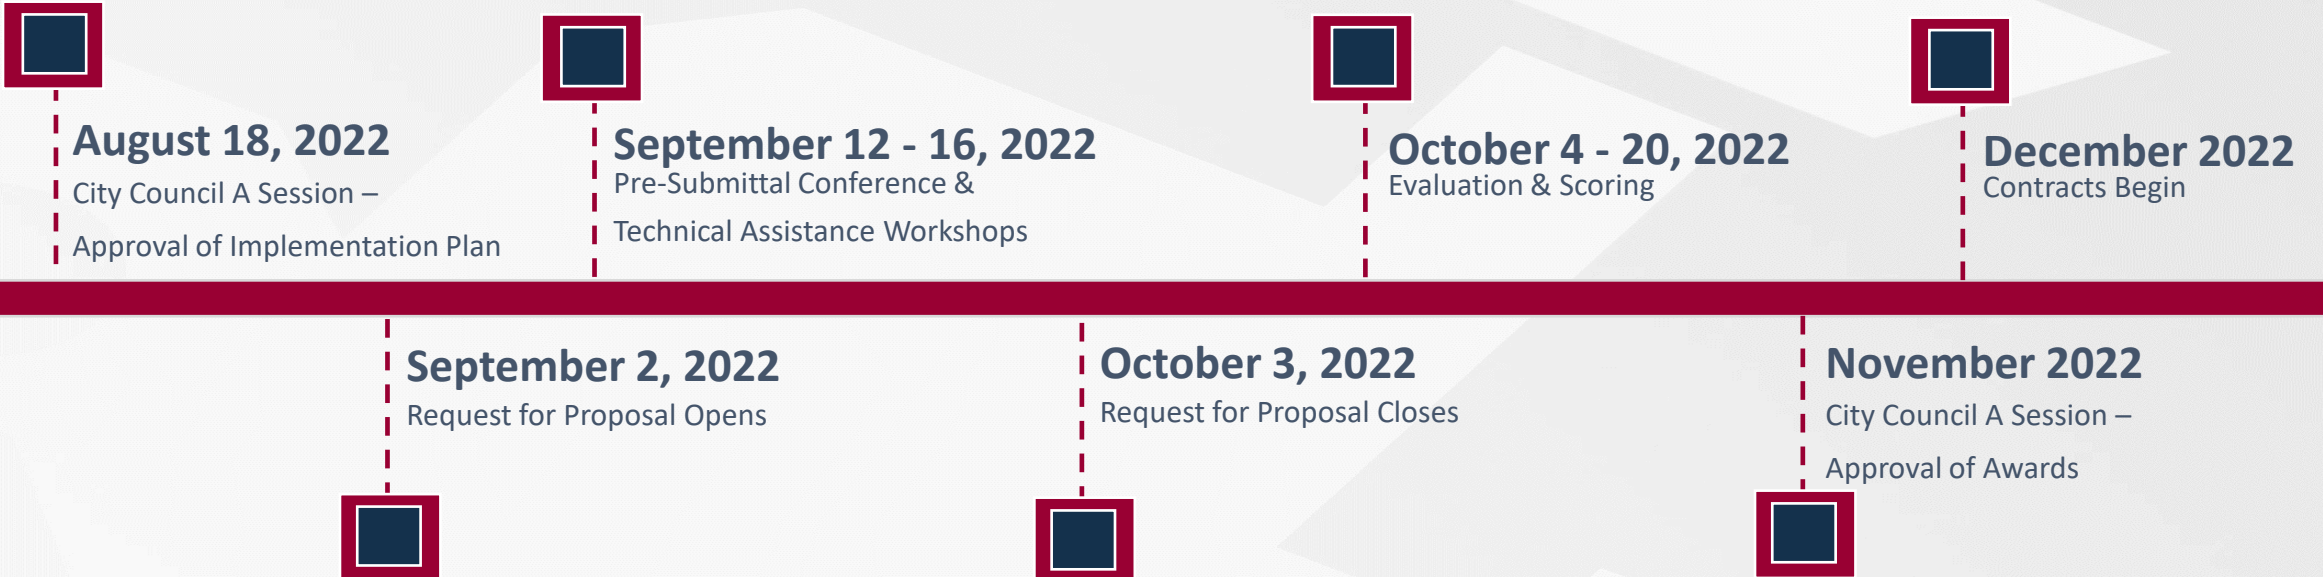 August 18, 2022
City Council A Session –
Approval of Implementation Plan
September 12 - 16, 2022
Pre-Submittal Conference &
Technical Assistance Workshops
October 4 - 20, 2022
Evaluation & Scoring
December 2022
Contracts Begin
September 2, 2022
Request for Proposal Opens
October 3, 2022
Request for Proposal Closes
November 2022
City Council A Session –
Approval of Awards